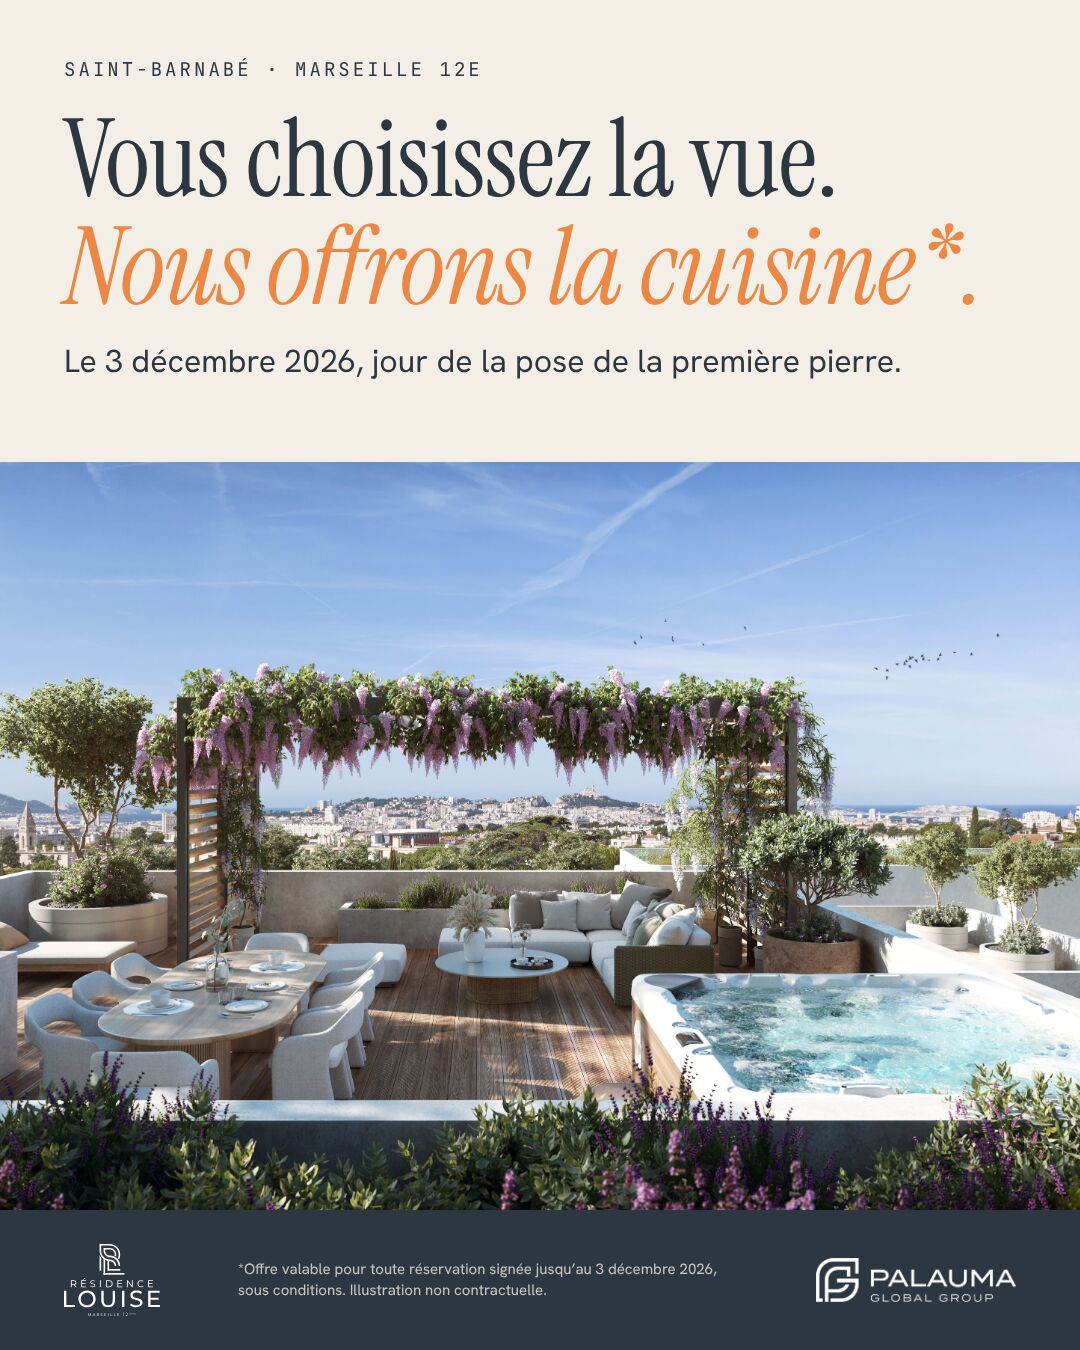 SAINT-BARNABÉ · MARSEILLE 12E
Vous choisissez la vue.
Nous offrons la cuisine*.
Le 3 décembre 2026, jour de la pose de la première pierre.
RÉSIDENCE
LOUISE
MARSEILLE 12ème
*Offre valable pour toute réservation signée jusqu’au 3 décembre 2026,
sous conditions. Illustration non contractuelle.
PALAUMA
GLOBAL GROUP